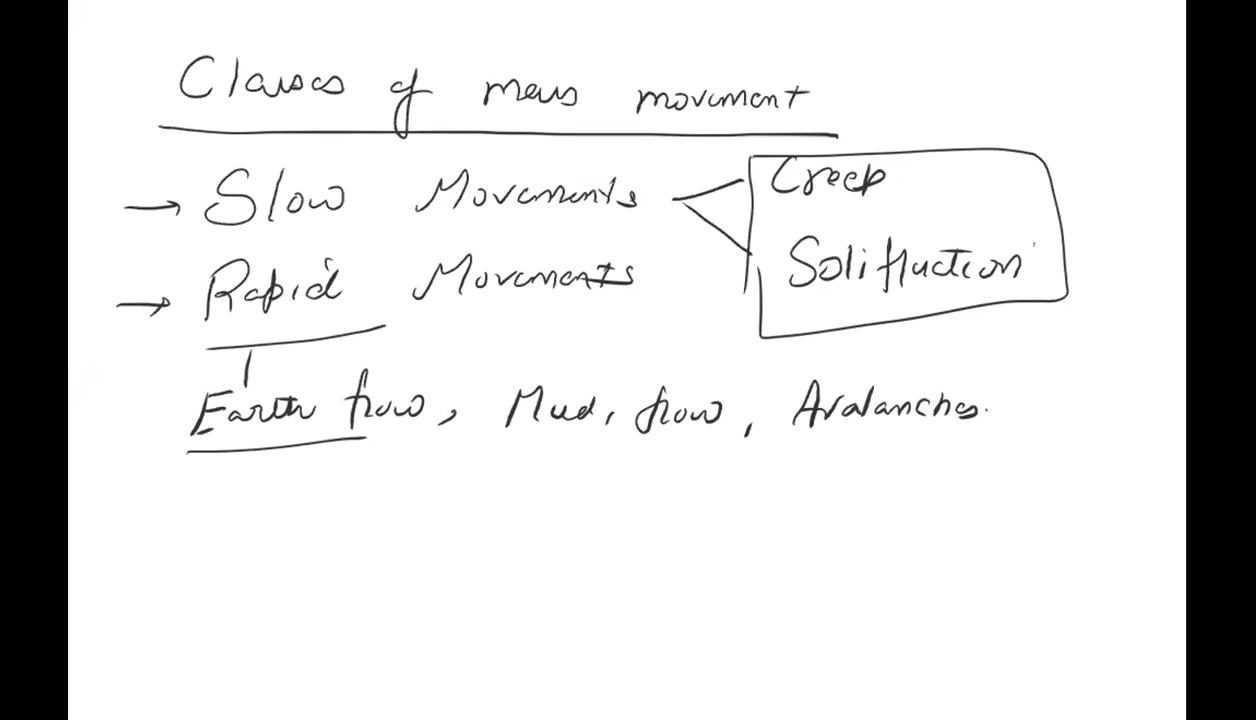 Classes of mass movement
→ Slow Movements
Creep
Solifluction
→ Rapid Movements
Earth flow, Mud, flow, Avalanches.